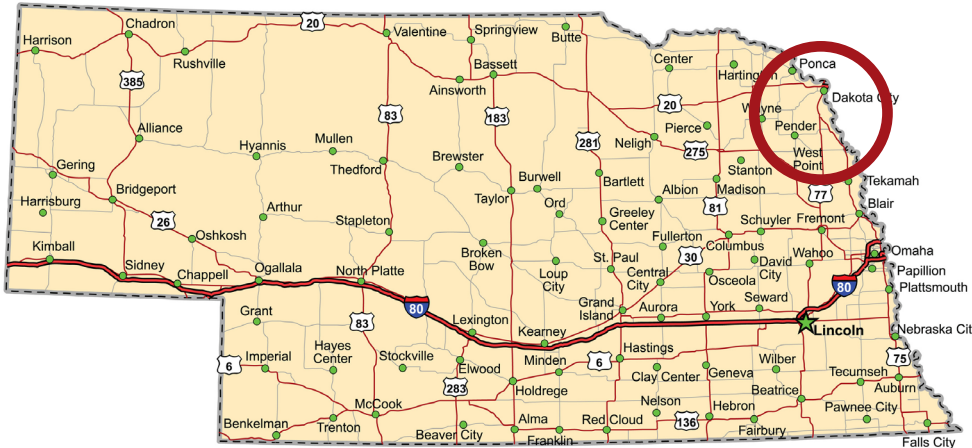 20
Chadron
Harrison
Rushville
Valentine
Springview
Butte
Center
Hartington
Ponca
385
Bassett
Ainsworth
20
Wayne
Dakota City
83
183
Pierce
Pender
Alliance
Hyannis
Mullen
Thedford
Brewster
281
Neligh
275
West
Point
Stanton
Gering
Bridgeport
Burwell
Bartlett
Albion
Madison
77
Tekamah
Harrisburg
26
Arthur
Stapleton
Taylor
Ord
Greeley
Center
81
Schuyler
Fremont
Blair
Kimball
Oshkosh
Broken
Bow
Fullerton
Columbus
30
Omaha
Sidney
Chappell
Ogallala
North Platte
Loup
City
St. Paul
Central
City
Osceola
David
City
Wahoo
Papillion
80
Plattsmouth
Grant
83
80
Lexington
Kearney
Grand
Island
Aurora
York
Seward
Lincoln
Nebraska Cit
6
Imperial
Hayes
Center
Stockville
Elwood
Minden
6
Hastings
Clay Center
Geneva
Wilber
Tecumseh
75
283
Holdrege
Beatrice
Auburn
Benkelman
Trenton
McCook
Beaver City
Alma
Franklin
Red Cloud
Nelson
136
Hebron
Fairbury
Pawnee City
Falls City